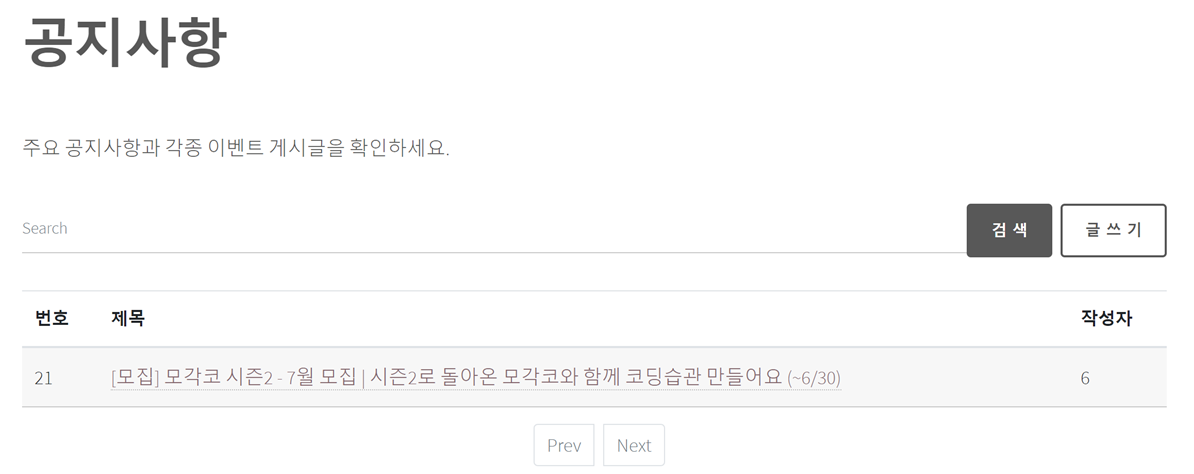 공지사항
주요 공지사항과 각종 이벤트 게시글을 확인하세요.
Search 검색 글쓰기
번호 제목 작성자
21 [모집] 모각코 시즌2 - 7월 모집 | 시즌2로 돌아온 모각코와 함께 코딩습관 만들어요 (~6/30) 6
Prev Next